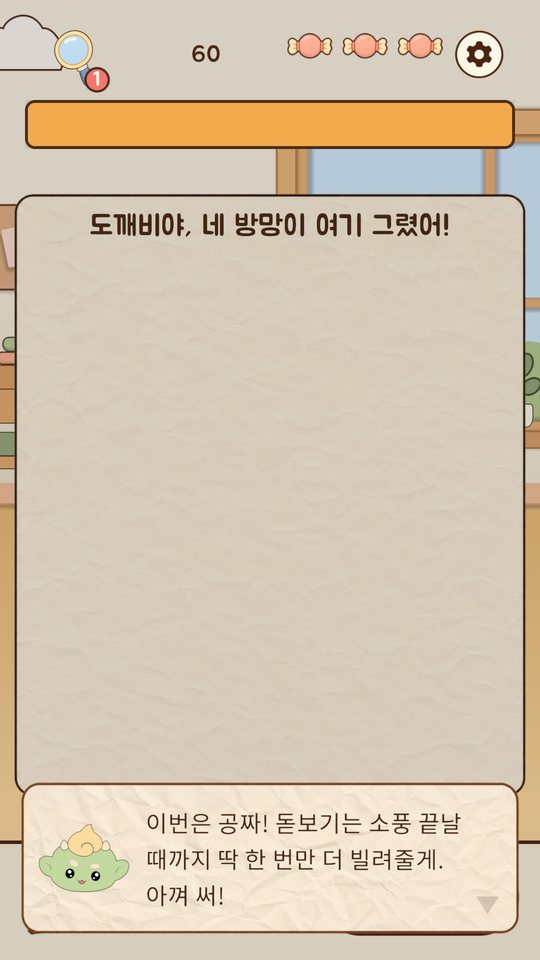 60
1
도깨비야, 네 방망이 여기 그렸어!
이번은 공짜! 돋보기는 소풍 끝날
때까지 딱 한 번만 더 빌려줄게.
아껴 써!